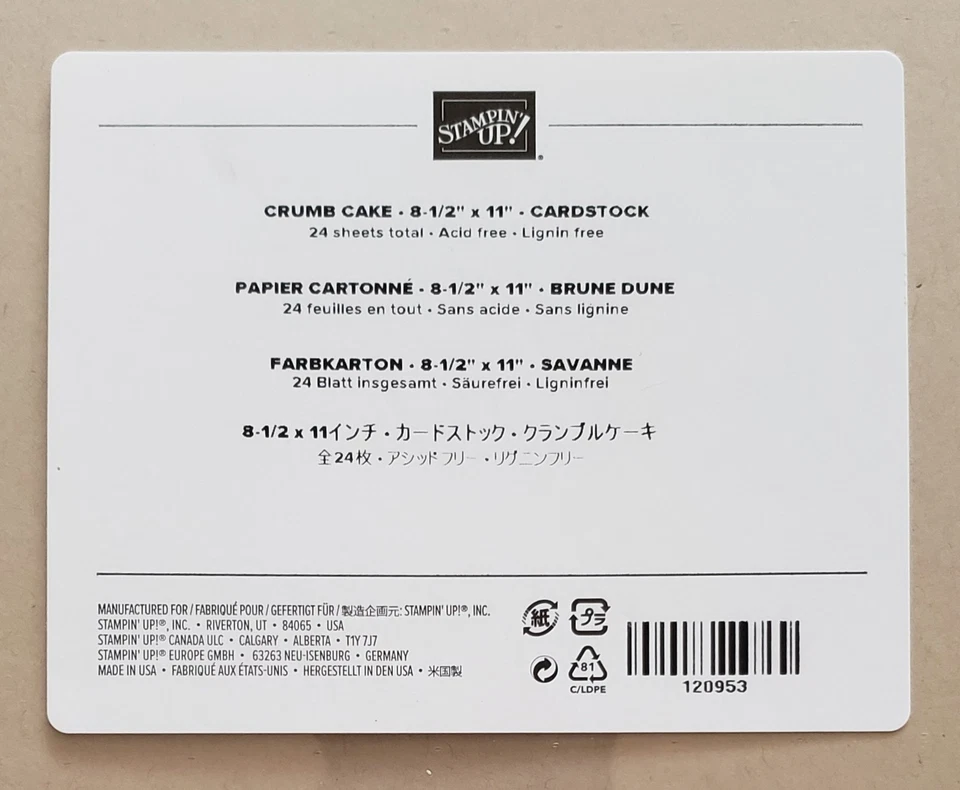 STAMPIN'
UP!®
CRUMB CAKE • 8-1/2" x 11" • CARDSTOCK
24 sheets total • Acid free • Lignin free
PAPIER CARTONNÉ • 8-1/2" x 11" • BRUNE DUNE
24 feuilles en tout • Sans acide • Sans lignine
FARBKARTON • 8-1/2" x 11" • SAVANNE
24 Blatt insgesamt • Säurefrei • Ligninfrei
8-1/2 x 11インチ・カードストック・クランブルケーキ
全24枚・アシッドフリー・リグニンフリー
MANUFACTURED FOR / FABRIQUÉ POUR / GEFERTIGT FÜR / 製造企画元: STAMPIN' UP!®, INC.
STAMPIN' UP!®, INC. • RIVERTON, UT • 84065 • USA
STAMPIN' UP!® CANADA ULC • CALGARY • ALBERTA • T1Y 7J7
STAMPIN' UP!® EUROPE GMBH • 63263 NEU-ISENBURG • GERMANY
MADE IN USA • FABRIQUÉ AUX ÉTATS-UNIS • HERGESTELLT IN DEN USA • 米国製
紙
プラ
81
C/LDPE
120953